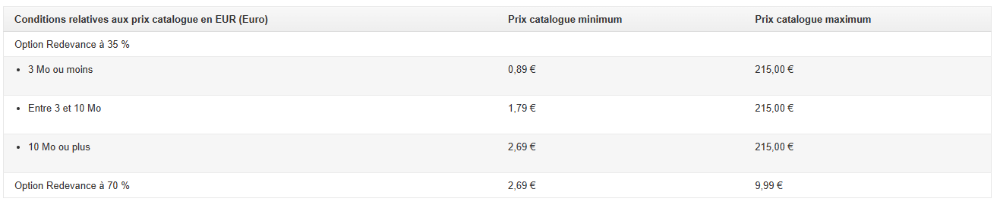 Conditions relatives aux prix catalogue en EUR (Euro) Prix catalogue minimum Prix catalogue maximum
Option Redevance à 35 %
• 3 Mo ou moins 0,89 € 215,00 €
• Entre 3 et 10 Mo 1,79 € 215,00 €
• 10 Mo ou plus 2,69 € 215,00 €
Option Redevance à 70 % 2,69 € 9,99 €